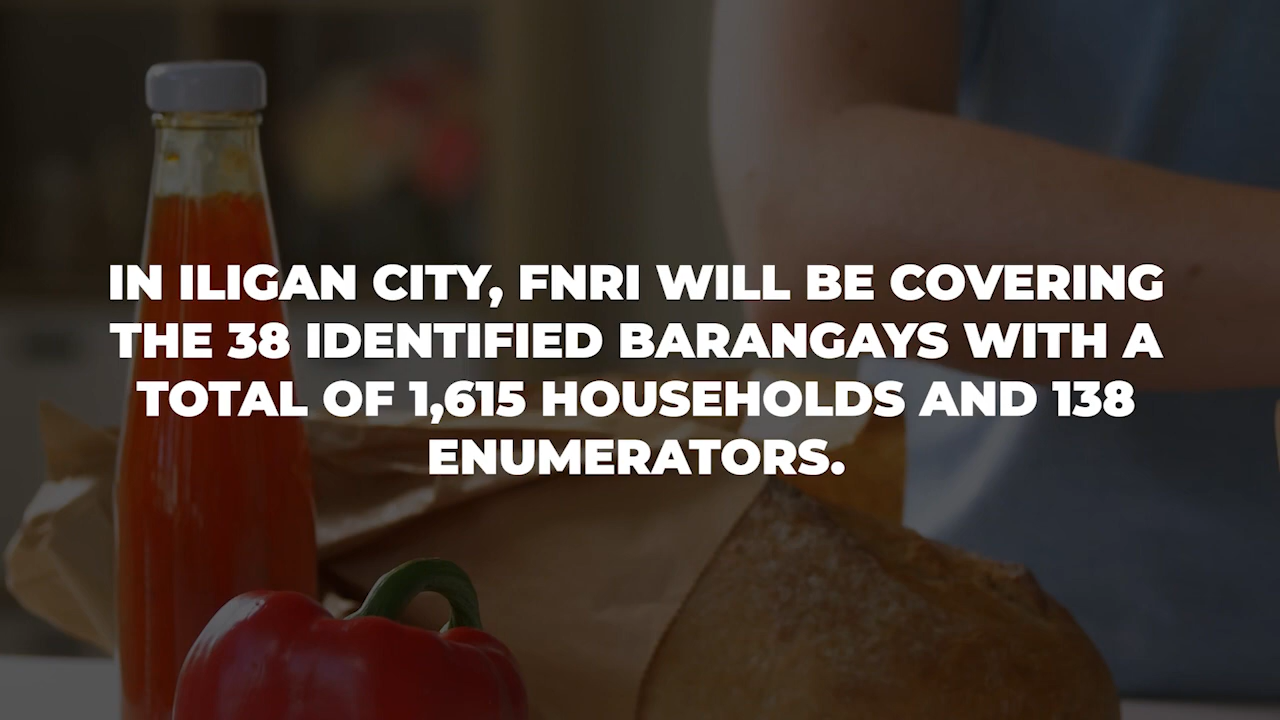 IN ILIGAN CITY, FNRI WILL BE COVERING
THE 38 IDENTIFIED BARANGAYS WITH A
TOTAL OF 1,615 HOUSEHOLDS AND 138
ENUMERATORS.